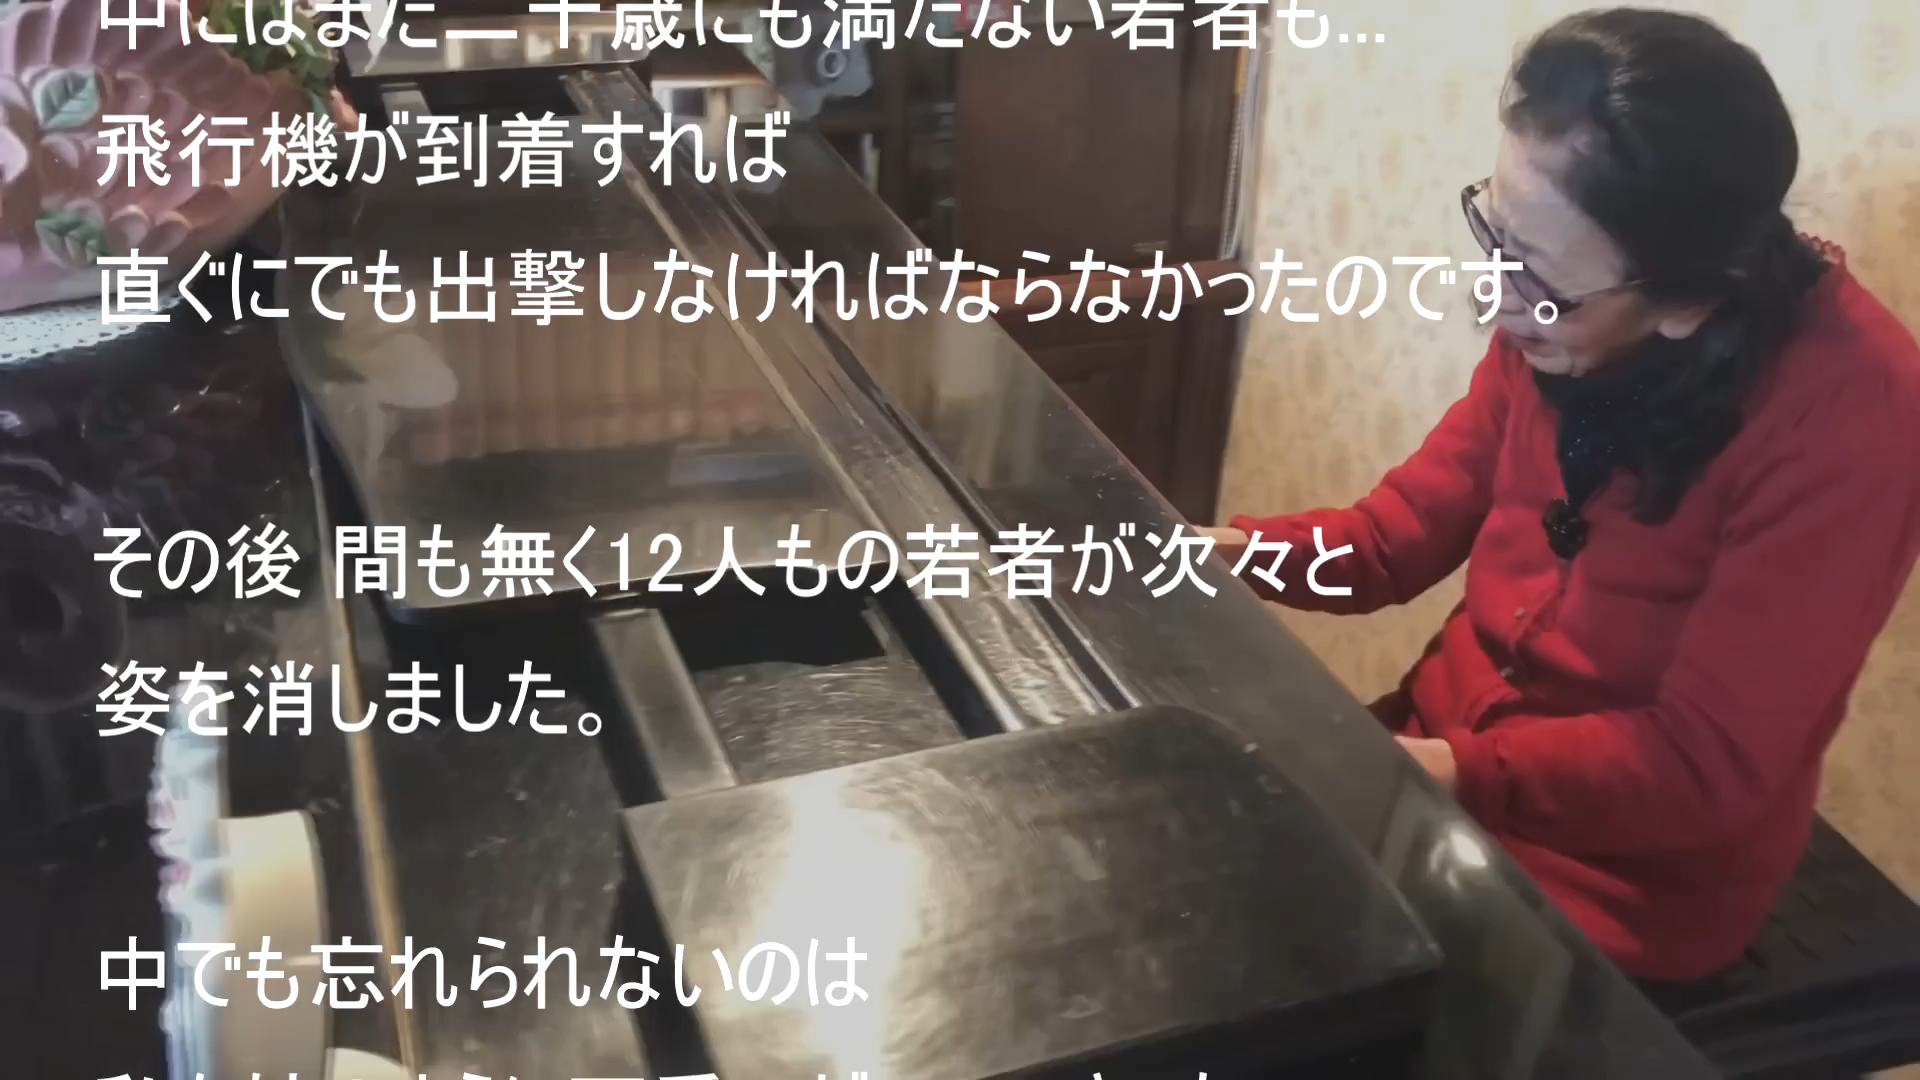 中にはまだ二十歳にも満たない若者も...
飛行機が到着すれば
直ぐにでも出撃しなければならなかったのです。
その後 間も無く12人もの若者が次々と
姿を消しました。
中でも忘れられないのは